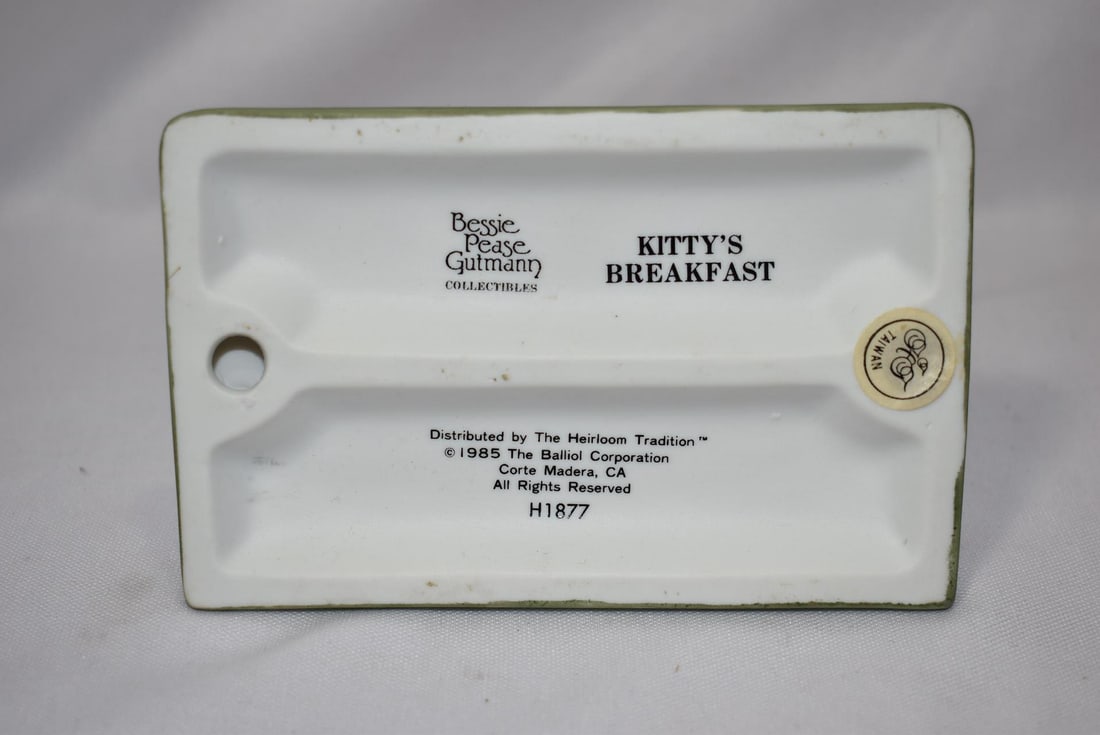 Bessie
Pease
Gutmann
COLLECTIBLES
KITTY'S
BREAKFAST
TAIWAN
Distributed by The Heirloom Tradition™
©1985 The Balliol Corporation
Corte Madera, CA
All Rights Reserved
H1877